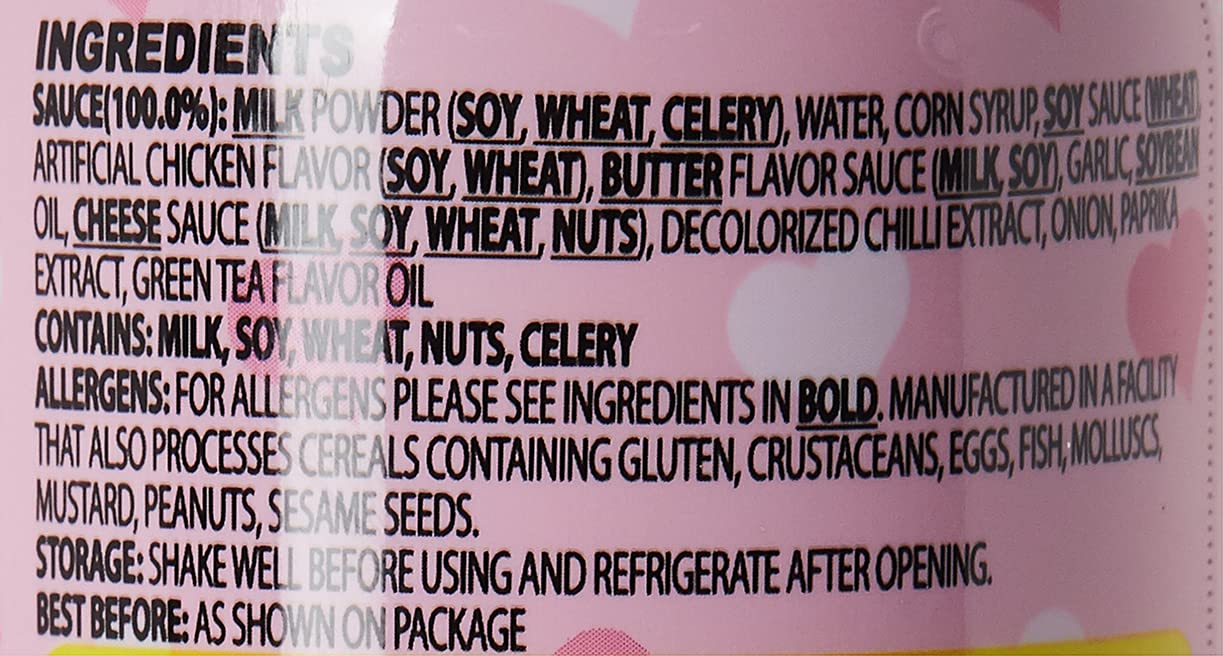 INGREDIENTS
SAUCE(100.0%): MILK POWDER (SOY, WHEAT, CELERY), WATER, CORN SYRUP, SOY SAUCE (WHEAT),
ARTIFICIAL CHICKEN FLAVOR (SOY, WHEAT), BUTTER FLAVOR SAUCE (MILK, SOY), GARLIC, SOYBEAN
OIL, CHEESE SAUCE (MILK, SOY, WHEAT, NUTS), DECOLORIZED CHILLI EXTRACT, ONION, PAPRIKA
EXTRACT, GREEN TEA FLAVOR OIL
CONTAINS: MILK, SOY, WHEAT, NUTS, CELERY
ALLERGENS: FOR ALLERGENS PLEASE SEE INGREDIENTS IN BOLD. MANUFACTURED IN A FACILITY
THAT ALSO PROCESSES CEREALS CONTAINING GLUTEN, CRUSTACEANS, EGGS, FISH, MOLLUSCS,
MUSTARD, PEANUTS, SESAME SEEDS.
STORAGE: SHAKE WELL BEFORE USING AND REFRIGERATE AFTER OPENING.
BEST BEFORE: AS SHOWN ON PACKAGE